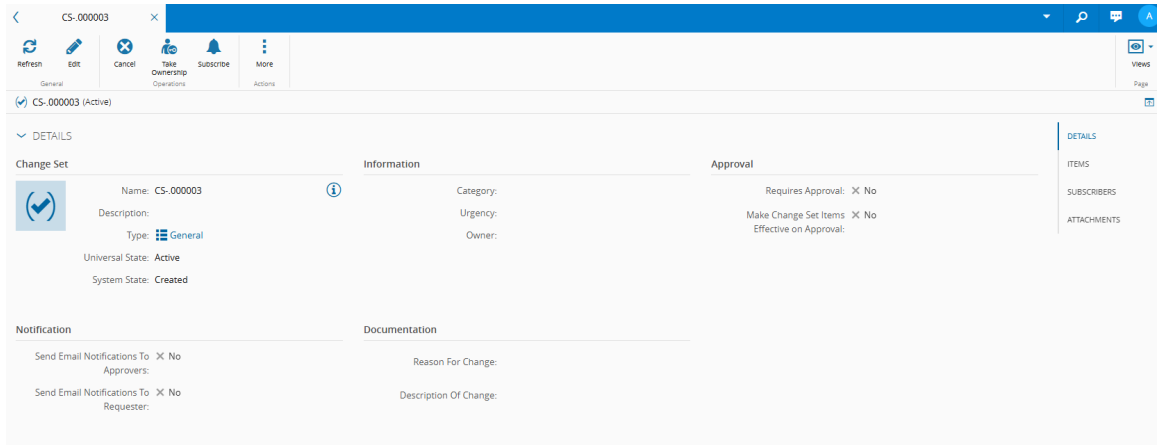 CS-.000003
A
Refresh
Edit
Cancel
Take
Ownership
Subscribe
More
Views
General
Operations
Actions
Page
CS-.000003 (Active)
DETAILS
Change Set
Name: CS-.000003
Description:
Type: General
Universal State: Active
System State: Created
Information
Category:
Urgency:
Owner:
Approval
Requires Approval: No
Make Change Set Items No
Effective on Approval:
DETAILS
ITEMS
SUBSCRIBERS
ATTACHMENTS
Notification
Send Email Notifications To No
Approvers:
Send Email Notifications To No
Requester:
Documentation
Reason For Change:
Description Of Change: